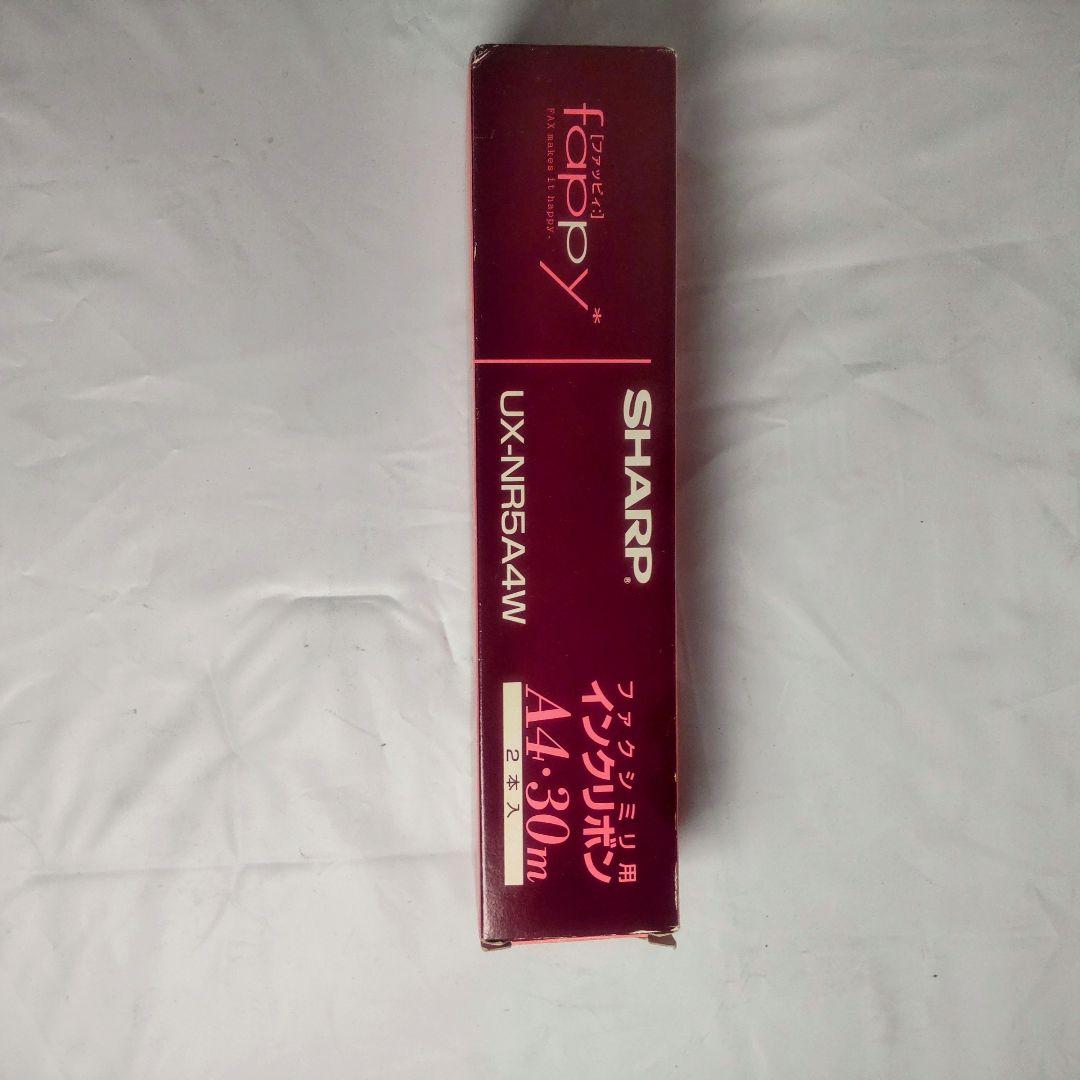 [ファッピィ:]
fappy*
FAX makes it happy.
SHARP®
UX-NR5A4W
ファクシミリ用
インクリボン
A4・30m
2本入